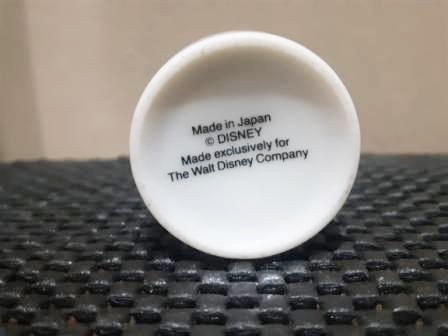 Made in Japan
© DISNEY
Made exclusively for
The Walt Disney Company